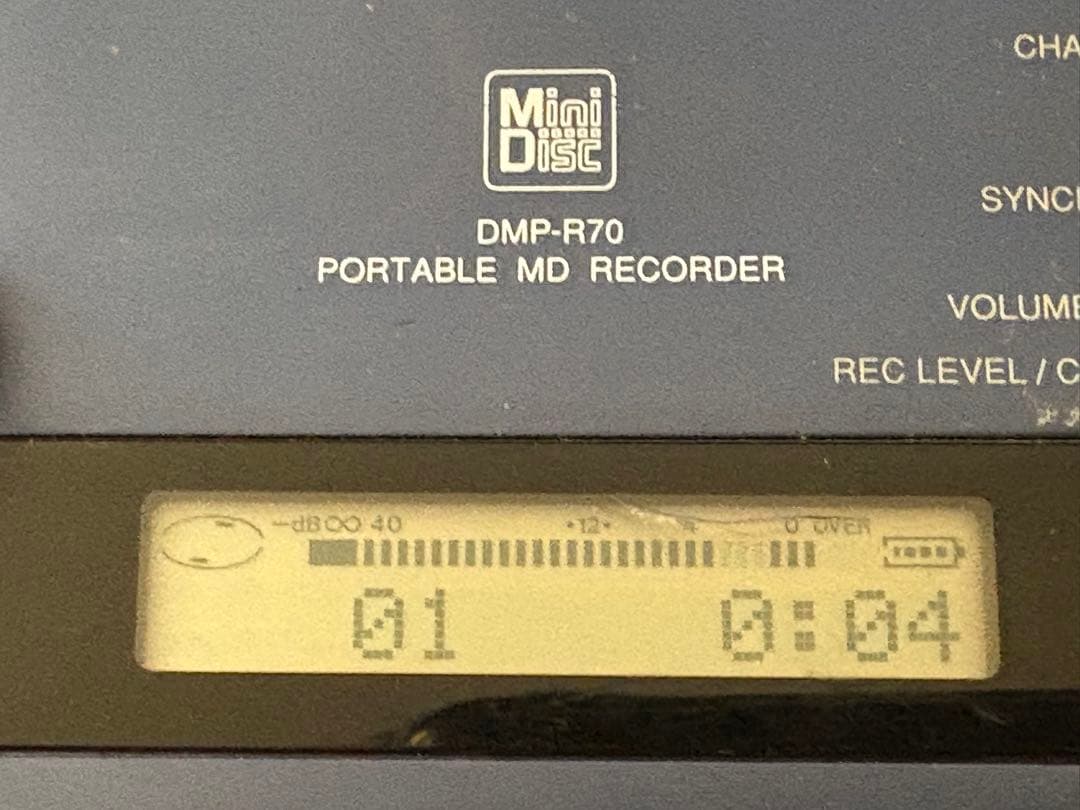 CHA
Mini
Disc
SYNC
DMP-R70
PORTABLE MD RECORDER
VOLUME
REC LEVEL / C
-dB ∞ 40 •12• 0 OVER
01 0:04